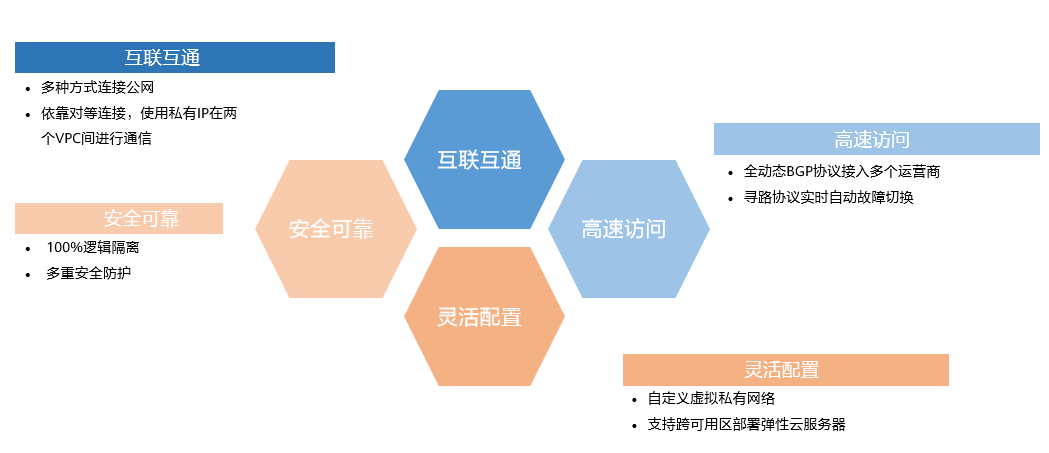 互联互通
• 多种方式连接公网
• 依靠对等连接，使用私有IP在两
个VPC间进行通信
安全可靠
• 100%逻辑隔离
• 多重安全防护
互联互通
安全可靠
高速访问
灵活配置
高速访问
• 全动态BGP协议接入多个运营商
• 寻路协议实时自动故障切换
灵活配置
• 自定义虚拟私有网络
• 支持跨可用区部署弹性云服务器